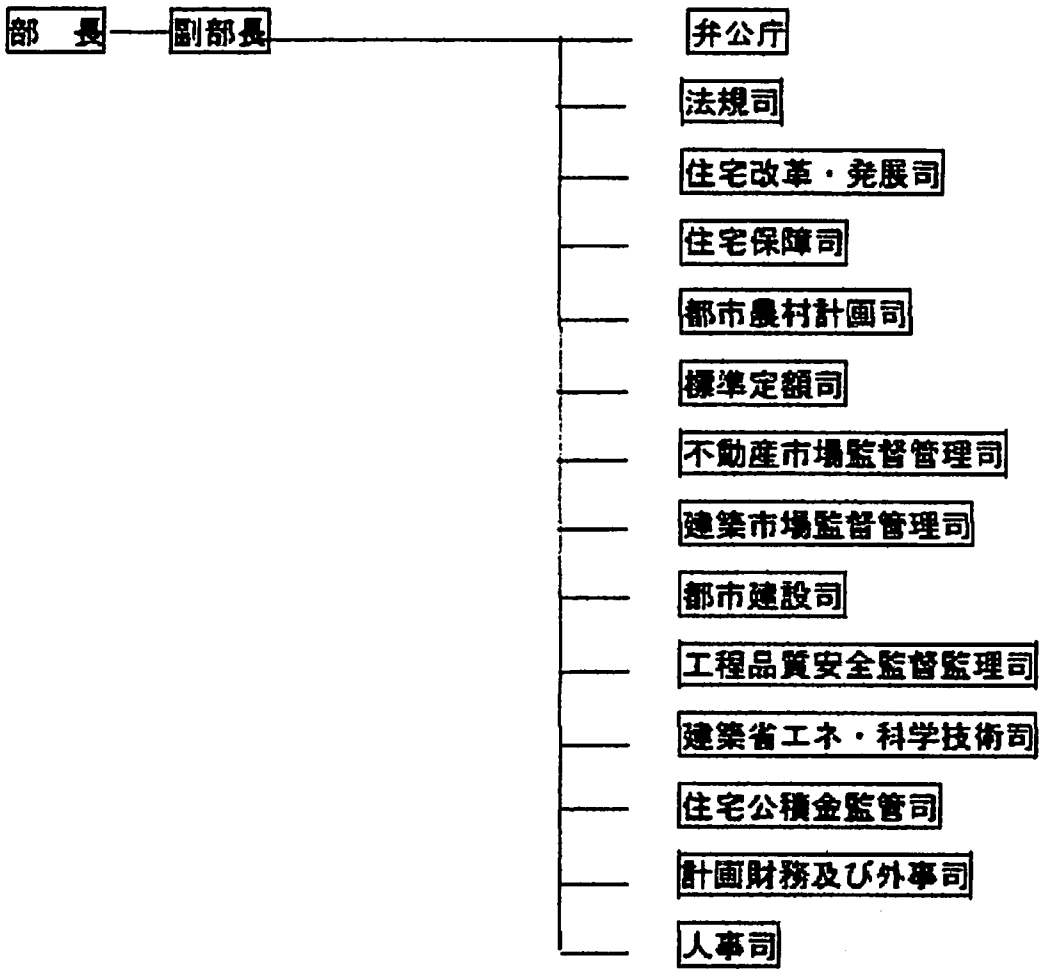 部 長 副部長 弁公庁
法規司
住宅改革・発展司
住宅保障司
都市農村計画司
標準定額司
不動産市場監督管理司
建築市場監督管理司
都市建設司
工程品質安全監督監理司
建築省エネ・科学技術司
住宅公積金監管司
計画財務及び外事司
人事司